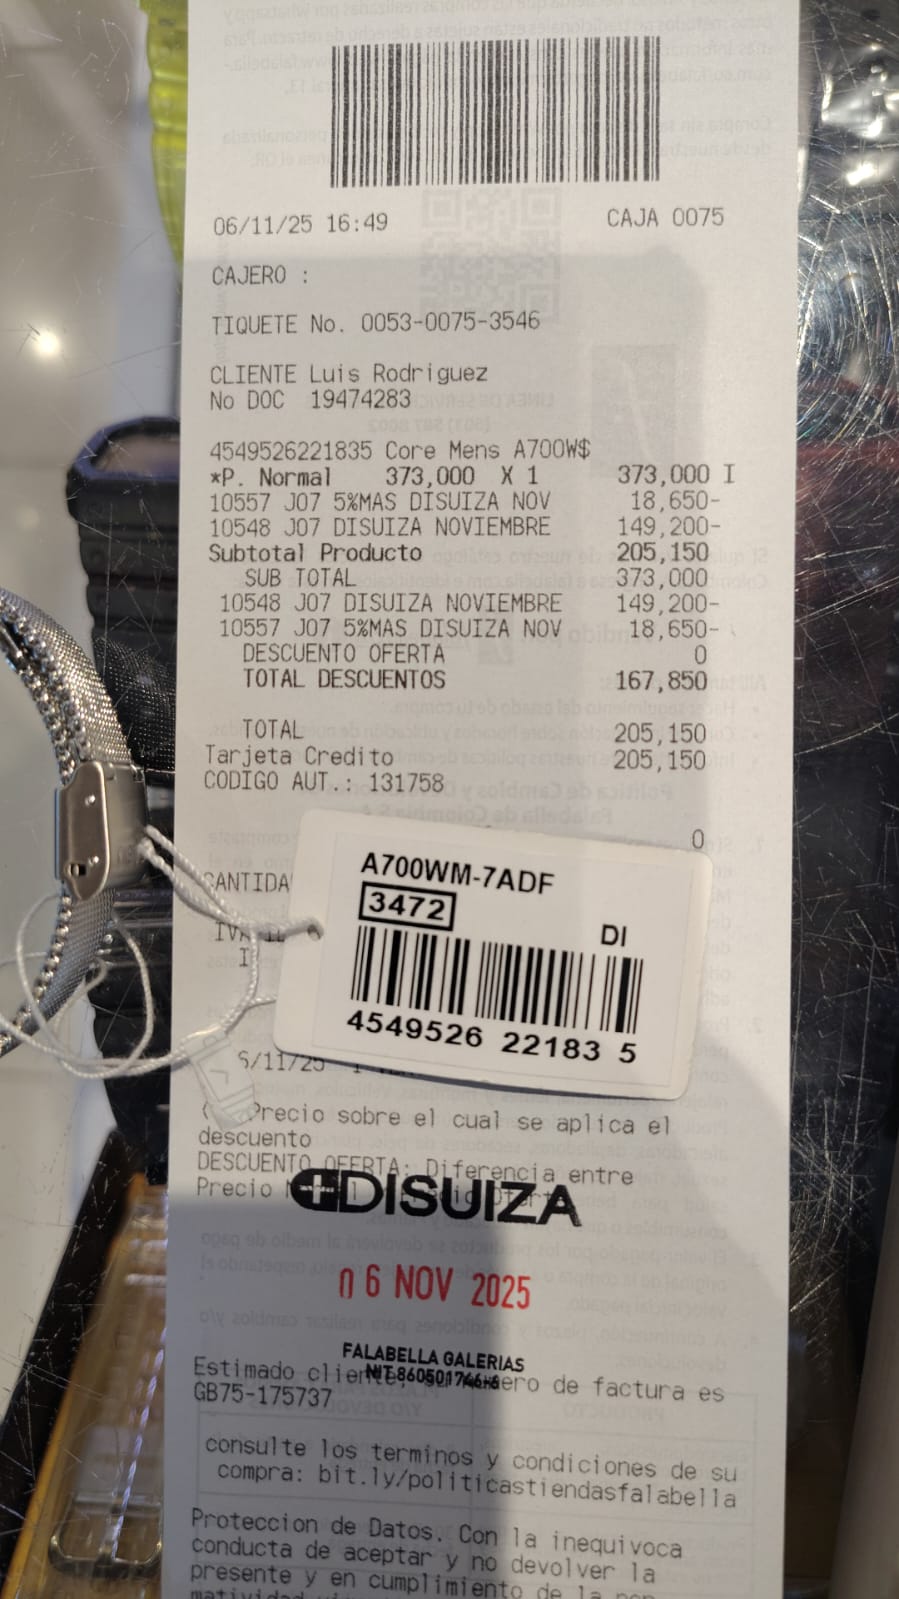 06/11/25 16:49 CAJA 0075
CAJERO :
TIQUETE No. 0053-0075-3546
CLIENTE Luis Rodriguez
No DOC 19474283
4549526221835 Core Mens A700W$
*P. Normal 373,000 X 1 373,000 I
10557 J07 5%MAS DISUIZA NOV 18,650-
10548 J07 DISUIZA NOVIEMBRE 149,200-
Subtotal Producto 205,150
SUB TOTAL 373,000
10548 J07 DISUIZA NOVIEMBRE 149,200-
10557 J07 5%MAS DISUIZA NOV 18,650-
DESCUENTO OFERTA 0
TOTAL DESCUENTOS 167,850
TOTAL 205,150
Tarjeta Credito 205,150
CODIGO AUT.: 131758
0
A700WM-7ADF
3472
DI
4549526 22183 5
Precio sobre el cual se aplica el
descuento
DESCUENTO OFERTA: Diferencia entre
Precio
DISUIZA
06 NOV 2025
FALABELLA GALERIAS
NIT.860501766-8
Estimado cliente, de factura es
GB75-175737
consulte los terminos y condiciones de su
compra: bit.ly/politicastiendasfalabella
Proteccion de Datos. Con la inequivoca
conducta de aceptar y no devolver la
presente y en cumplimiento de la